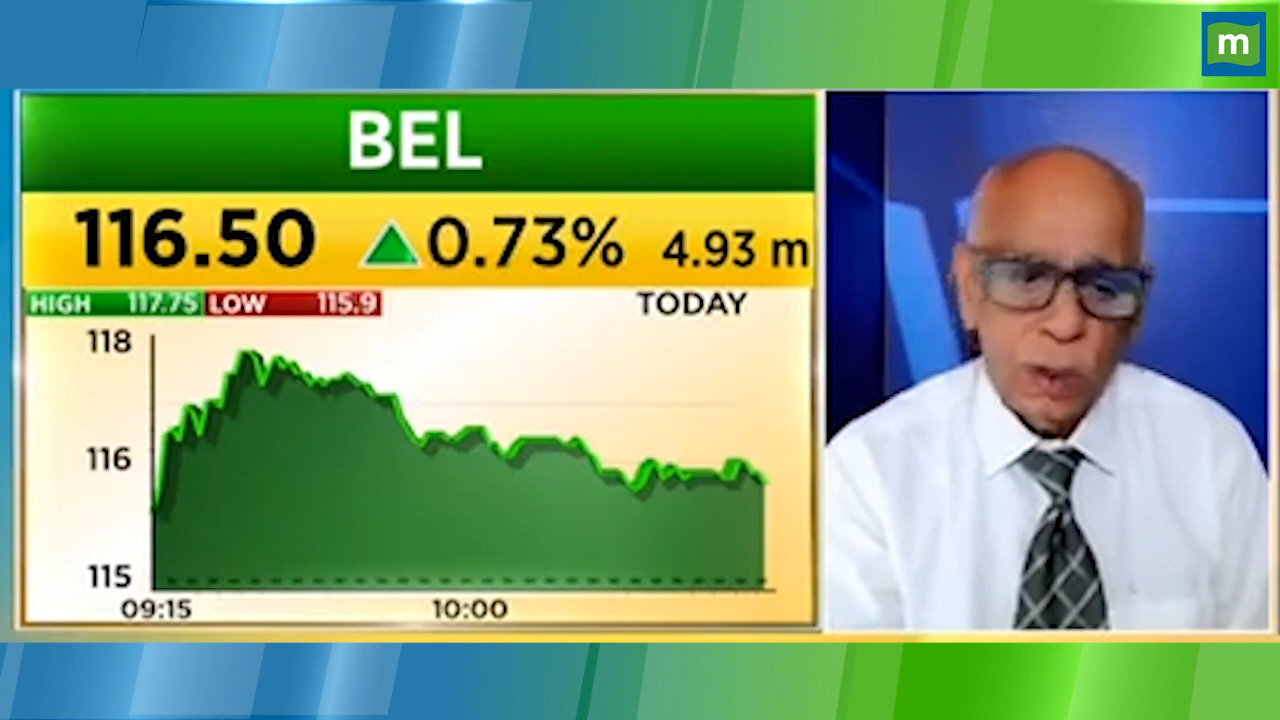 m
BEL
116.50 ▲ 0.73% 4.93 m
HIGH 117.75 LOW 115.9 TODAY
118
116
115
09:15 10:00